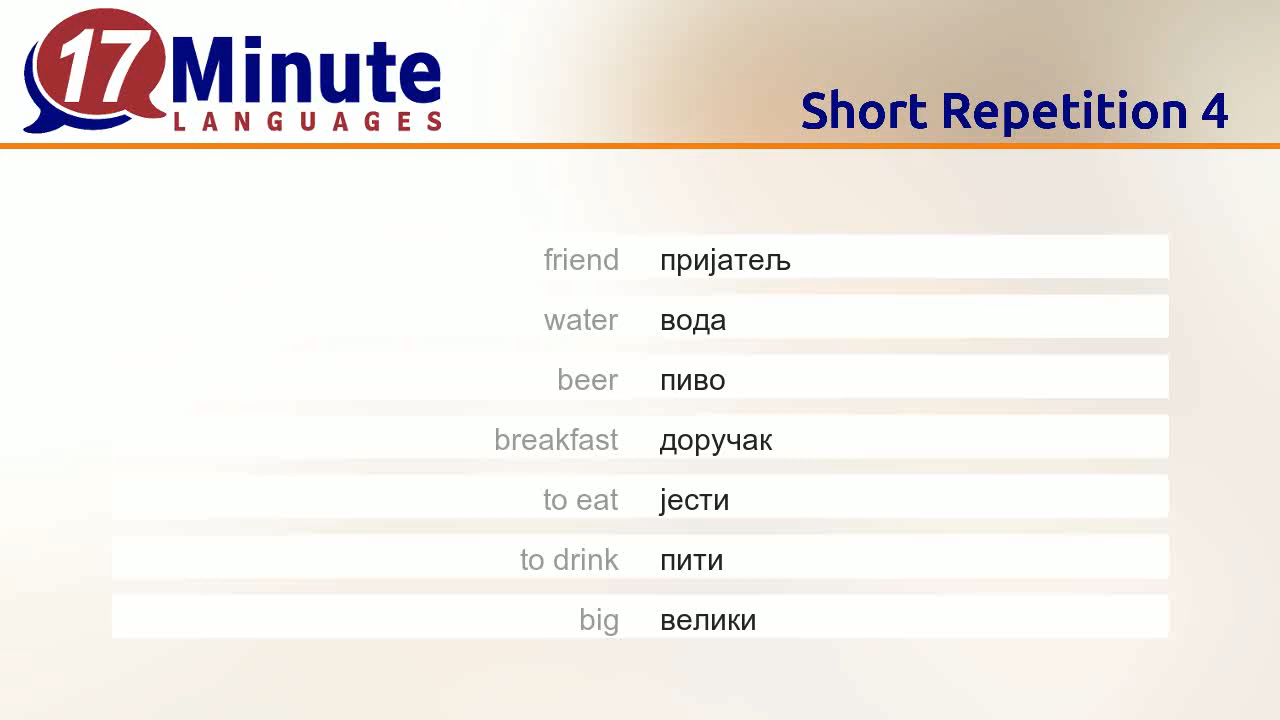 17 Minute
LANGUAGES
Short Repetition 4
friend пријатељ
water вода
beer пиво
breakfast доручак
to eat јести
to drink пити
big велики